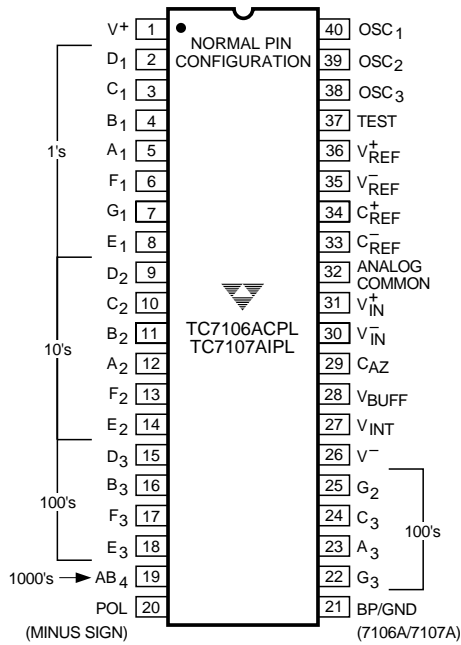 NORMAL PIN
CONFIGURATION
TC7106ACPL
TC7107AIPL
V+ 1
D1 2
C1 3
B1 4
A1 5
F1 6
G1 7
E1 8
D2 9
C2 10
B2 11
A2 12
F2 13
E2 14
D3 15
B3 16
F3 17
E3 18
1000's AB4 19
POL 20
(MINUS SIGN)
1's
10's
100's
40 OSC1
39 OSC2
38 OSC3
37 TEST
36 V+REF
35 V−REF
34 C+REF
33 C−REF
32 ANALOG
COMMON
31 V+IN
30 V−IN
29 CAZ
28 VBUFF
27 VINT
26 V−
25 G2
24 C3
23 A3
22 G3
100's
21 BP/GND
(7106A/7107A)